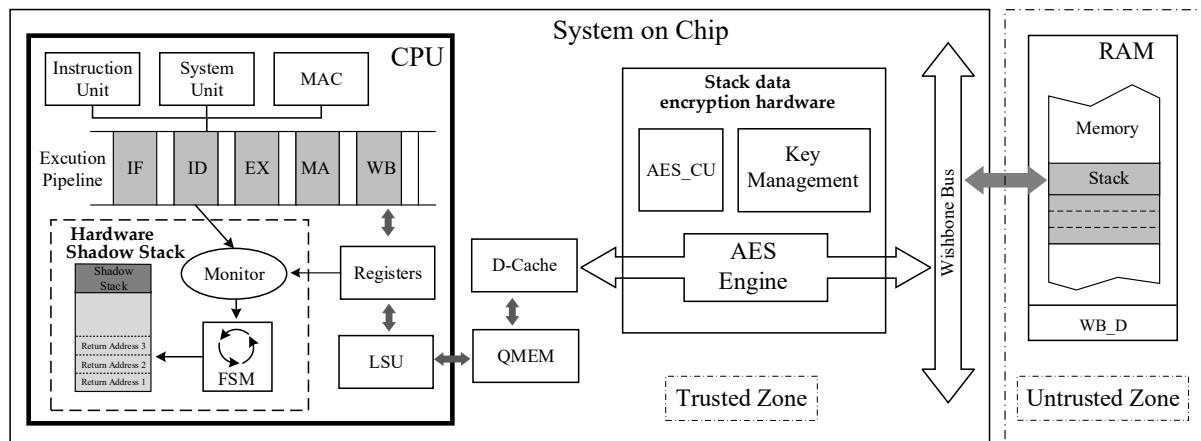 System on Chip
CPU
Instruction
Unit
System
Unit
MAC
Excution
Pipeline
IF
ID
EX
MA
WB
Hardware
Shadow Stack
Shadow
Stack
Return Address 3
Return Address 2
Return Address 1
Monitor
FSM
Registers
LSU
D-Cache
QMEM
Stack data
encryption hardware
AES_CU
Key
Management
AES
Engine
Wishbone Bus
Trusted Zone
RAM
Memory
Stack
WB_D
Untrusted Zone